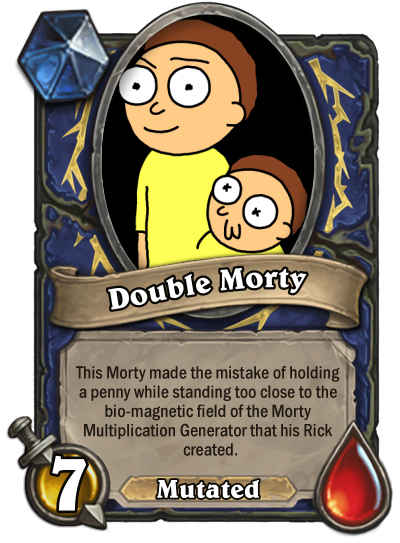 Double Morty
This Morty made the mistake of holding
a penny while standing too close to the
bio-magnetic field of the Morty
Multiplication Generator that his Rick
created.
7
Mutated